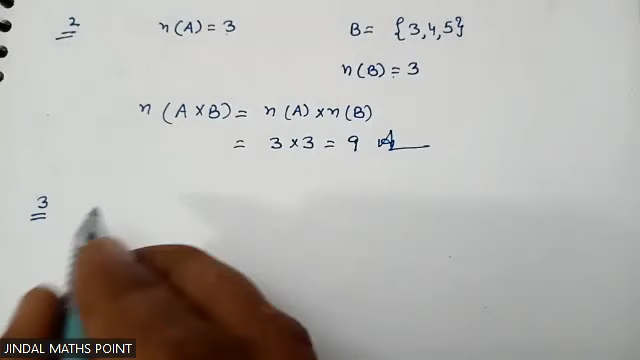 2 n(A) = 3 B = {3,4,5}
n(B) = 3
n(A×B) = n(A)×n(B)
= 3×3 = 9 A
3
JINDAL MATHS POINT